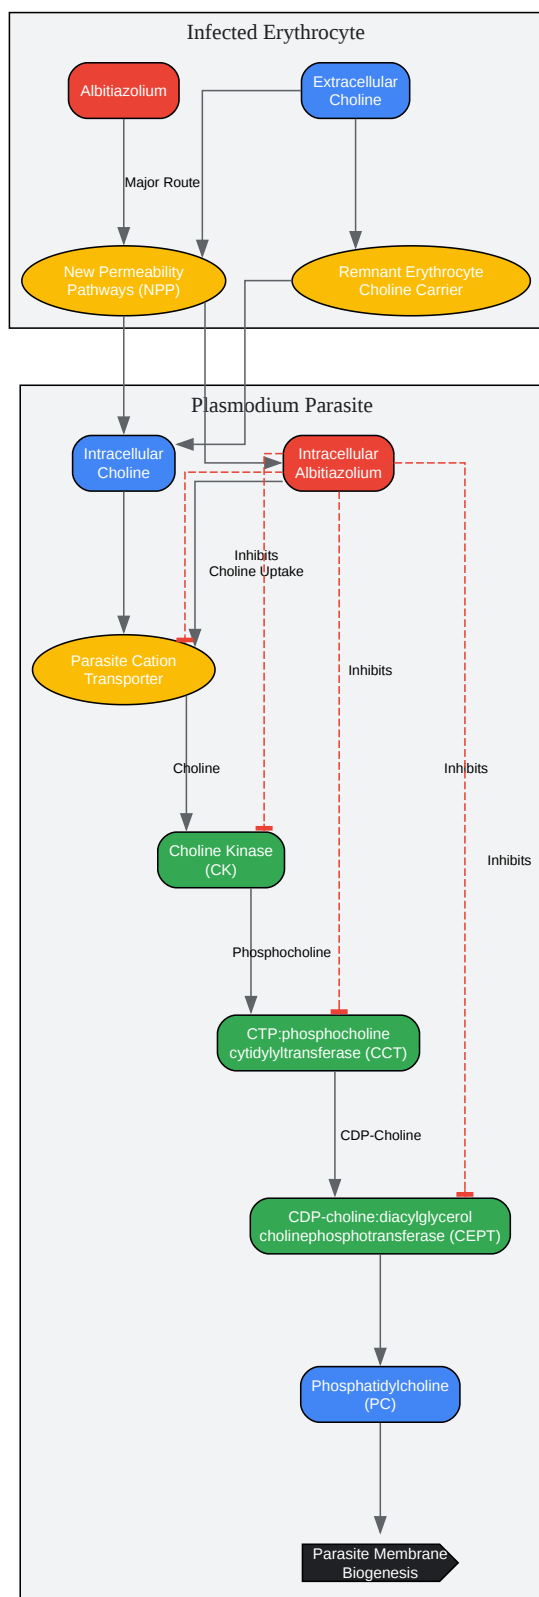 Infected Erythrocyte
Albitiazolium
Extracellular
Choline
Major Route
New Permeability
Pathways (NPP)
Remnant Erythrocyte
Choline Carrier
Plasmodium Parasite
Intracellular
Choline
Intracellular
Albitiazolium
Inhibits
Choline Uptake
Parasite Cation
Transporter
Inhibits
Choline
Inhibits
Choline Kinase
(CK)
Inhibits
Phosphocholine
CTP:phosphocholine
cytidylyltransferase (CCT)
CDP-Choline
CDP-choline:diacylglycerol
cholinephosphotransferase (CEPT)
Phosphatidylcholine
(PC)
Parasite Membrane
Biogenesis